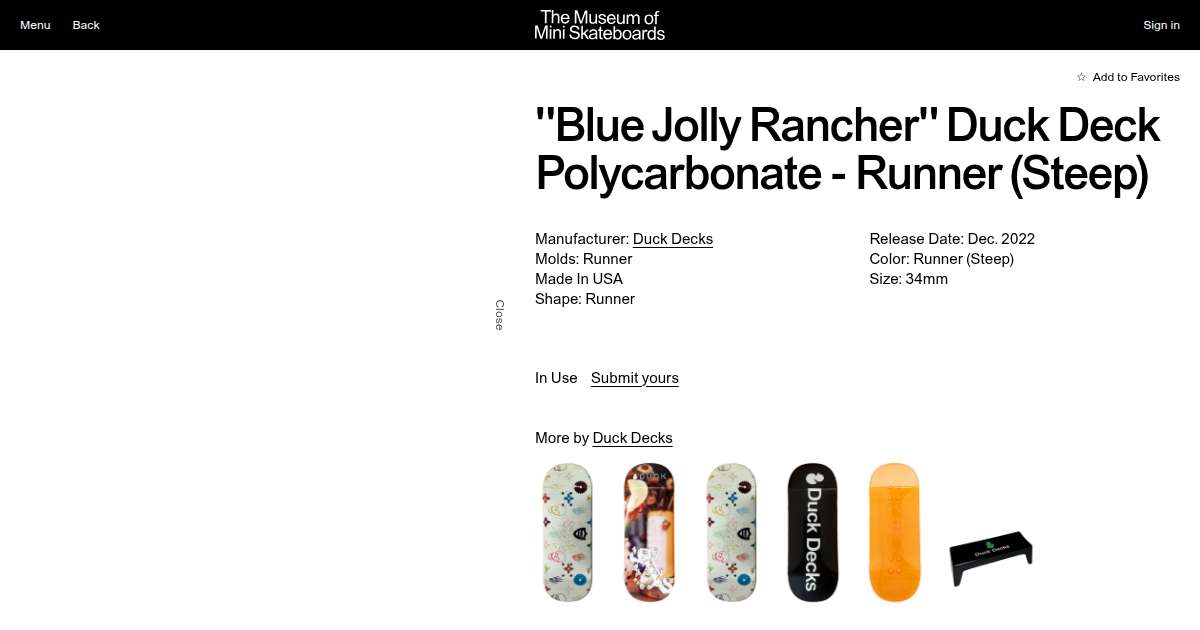 Menu
Back
The Museum of
Mini Skateboards
Sign in
☆ Add to Favorites
"Blue Jolly Rancher" Duck Deck
Polycarbonate - Runner (Steep)
Manufacturer: Duck Decks
Molds: Runner
Made In USA
Shape: Runner
Release Date: Dec. 2022
Color: Runner (Steep)
Size: 34mm
Close
In Use
Submit yours
More by Duck Decks
DUCK
Duck Decks
Duck Decks